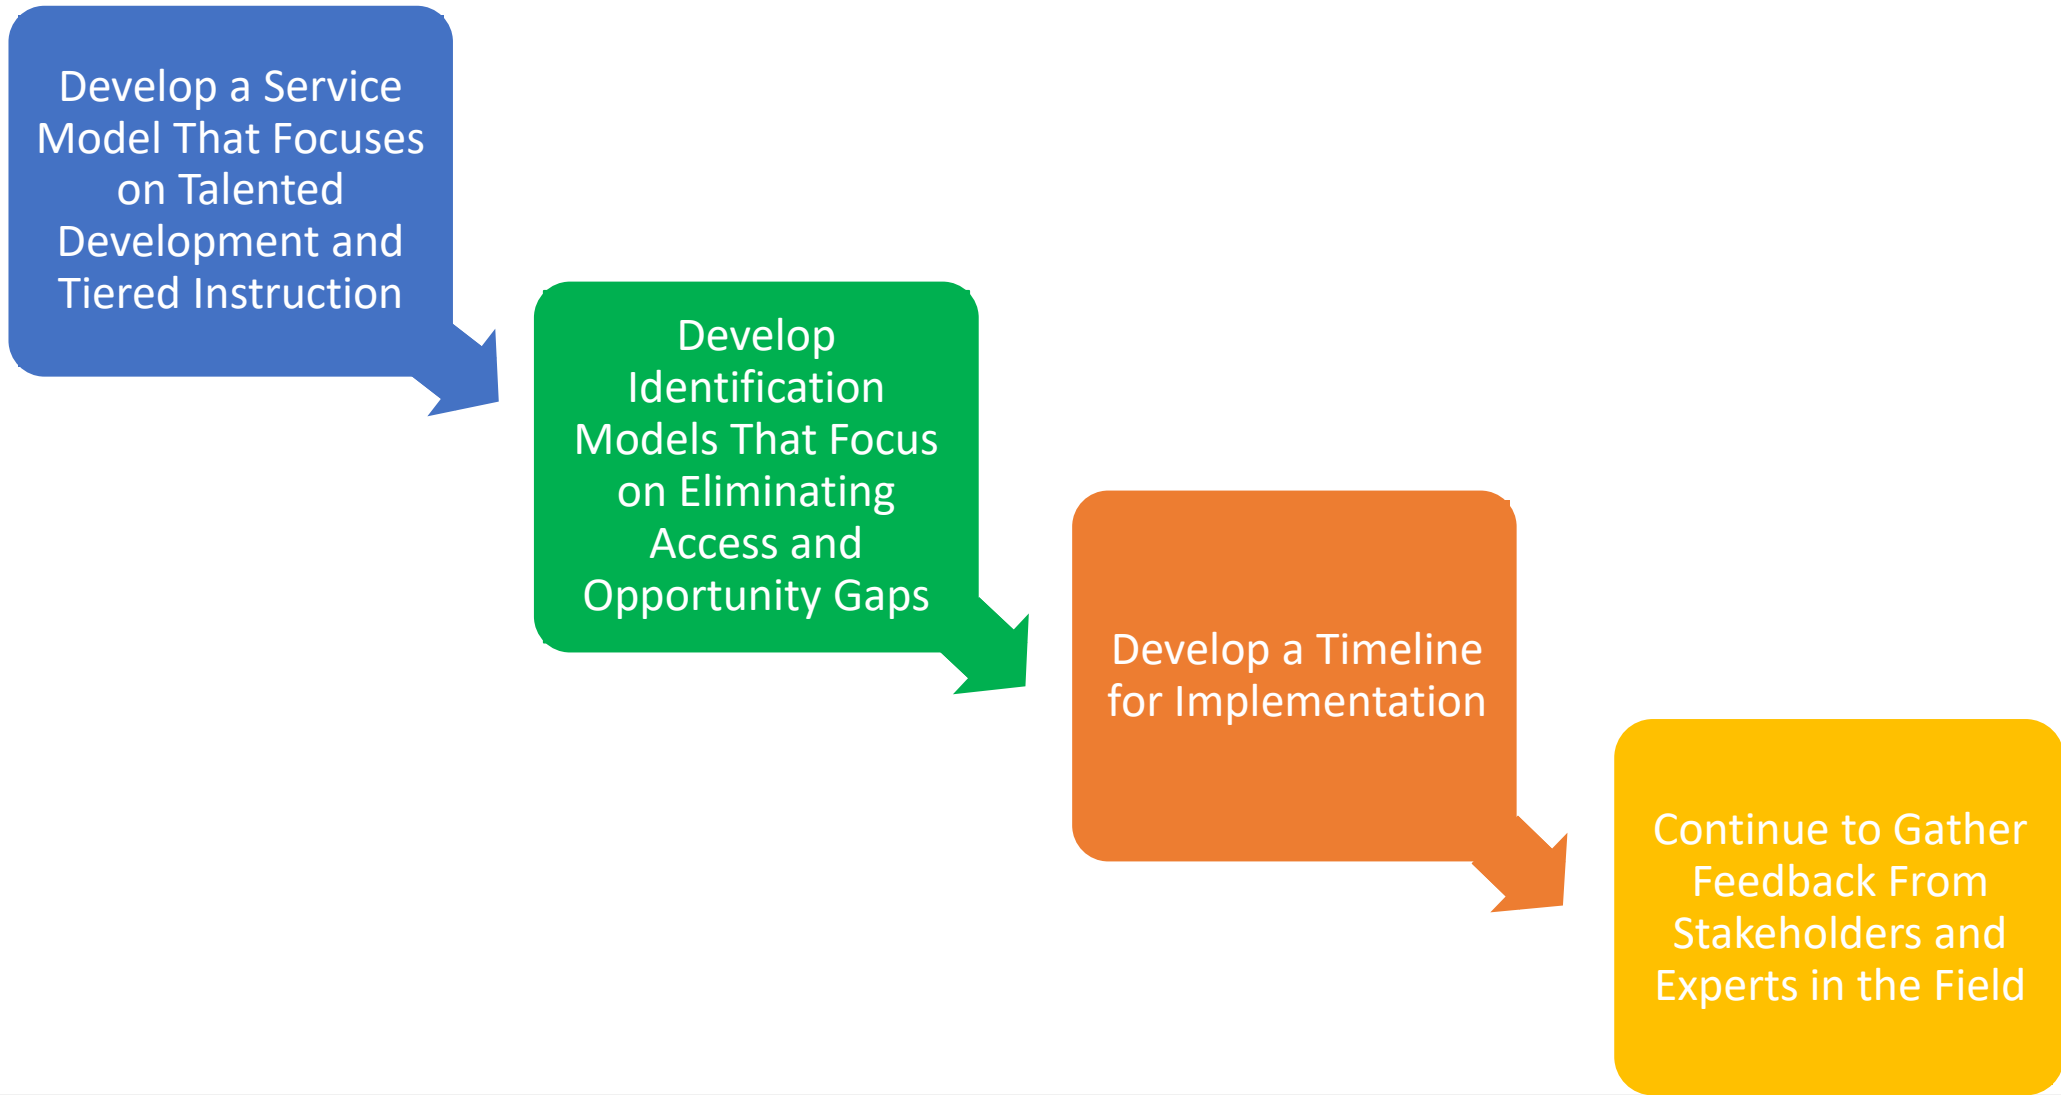 Develop a Service
Model That Focuses
on Talented
Development and
Tiered Instruction
Develop
Identification
Models That Focus
on Eliminating
Access and
Opportunity Gaps
Develop a Timeline
for Implementation
Continue to Gather
Feedback From
Stakeholders and
Experts in the Field